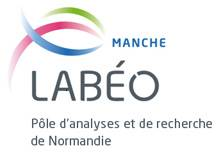 MANCHE
LABÉO
Pôle d'analyses et de recherche
de Normandie